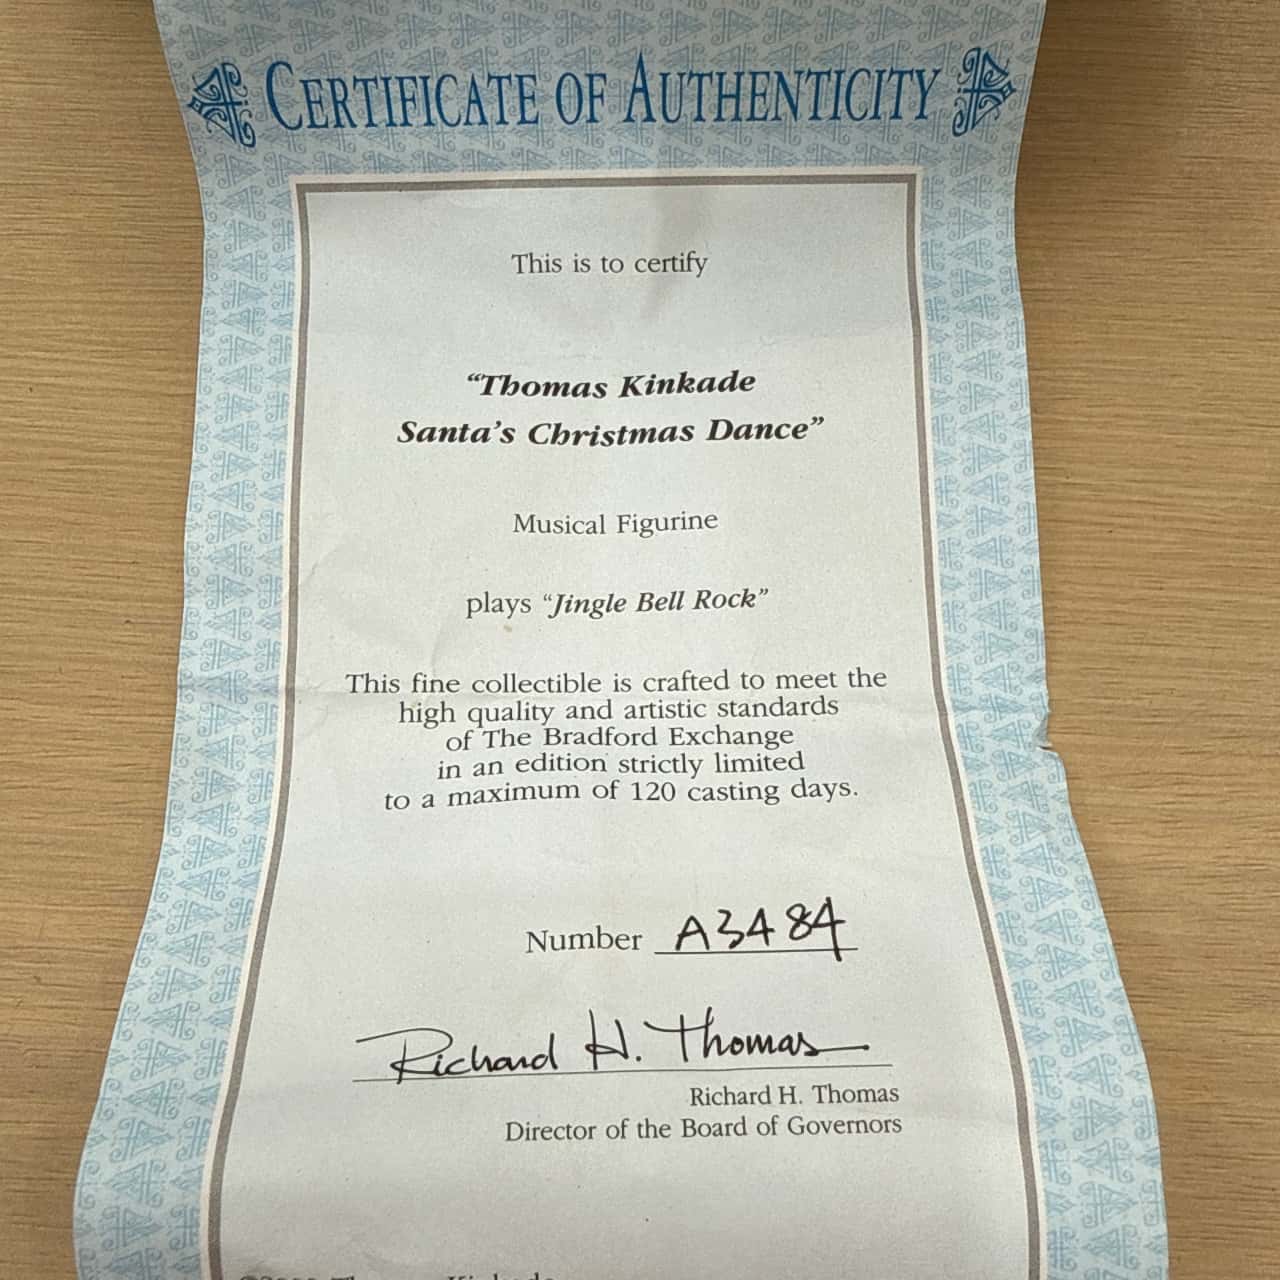 CERTIFICATE OF AUTHENTICITY
This is to certify
"Thomas Kinkade
Santa's Christmas Dance"
Musical Figurine
plays "Jingle Bell Rock"
This fine collectible is crafted to meet the
high quality and artistic standards
of The Bradford Exchange
in an edition strictly limited
to a maximum of 120 casting days.
Number A3484
Richard H. Thomas
Richard H. Thomas
Director of the Board of Governors